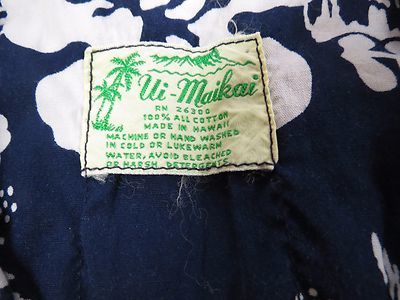 Ui-Maikai
RN 26300
100% ALL COTTON
MADE IN HAWAII
MACHINE OR HAND WASHED
IN COLD OR LUKEWARM
WATER, AVOID BLEACHED
OR HARSH DETERGENTS